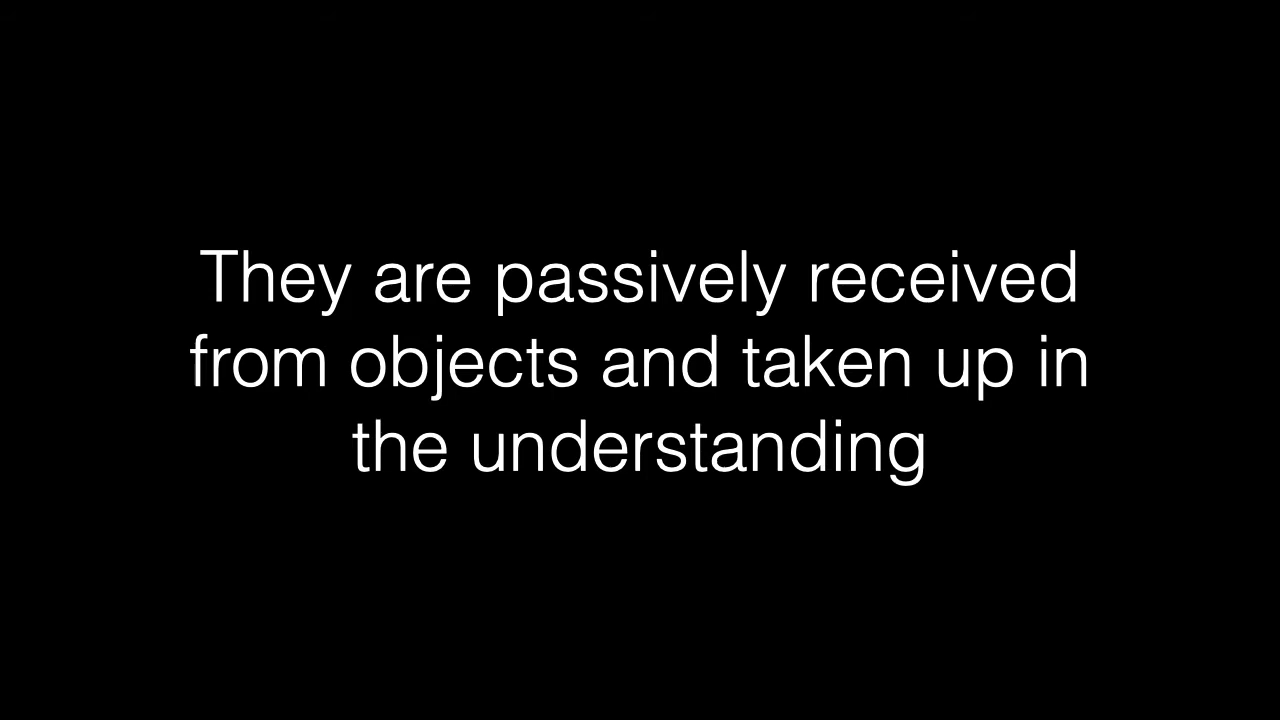 They are passively received
from objects and taken up in
the understanding